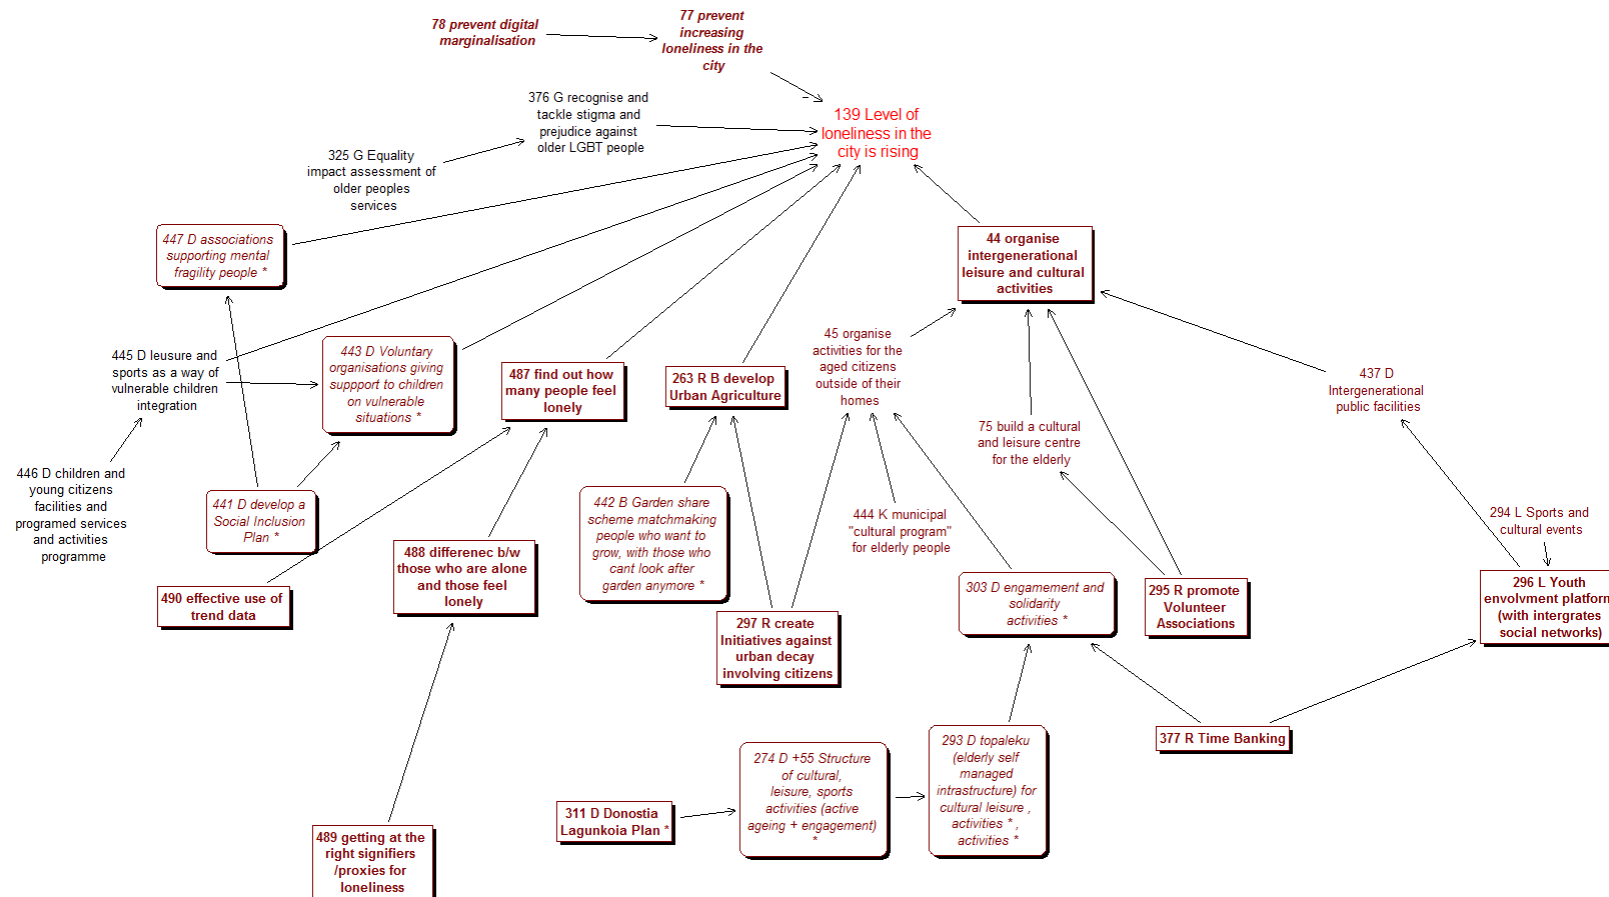 78 prevent digital
marginalisation
77 prevent
increasing
loneliness in the
city
376 G recognise and
tackle stigma and
prejudice against
older LGBT people
139 Level of
loneliness in the
city is rising
325 G Equality
impact assessment of
older peoples
services
447 D associations
supporting mental
fragility people *
44 organise
intergenerational
leisure and cultural
activities
445 D leusure and
sports as a way of
vulnerable children
integration
443 D Voluntary
organisations giving
suppport to children
on vulnerable
situations *
487 find out how
many people feel
lonely
263 R B develop
Urban Agriculture
45 organise
activities for the
aged citizens
outside of their
homes
437 D
Intergenerational
public facilities
75 build a cultural
and leisure centre
for the elderly
446 D children and
young citizens
facilities and
programed services
and activities
programme
441 D develop a
Social Inclusion
Plan *
442 B Garden share
scheme matchmaking
people who want to
grow, with those who
cant look after
garden anymore *
444 K municipal
"cultural program"
for elderly people
294 L Sports and
cultural events
488 differenec b/w
those who are alone
and those feel
lonely
490 effective use of
trend data
303 D engamement and
solidarity
activities *
295 R promote
Volunteer
Associations
296 L Youth
envolvment platform
(with intergrates
social networks)
297 R create
Initiatives against
urban decay
involving citizens
377 R Time Banking
274 D +55 Structure
of cultural,
leisure, sports
activities (active
ageing + engagement)
*
293 D topaleku
(elderly self
managed
intrastructure) for
cultural leisure ,
activities * ,
activities *
311 D Donostia
Lagunkoia Plan *
489 getting at the
right signifiers
/proxies for
loneliness